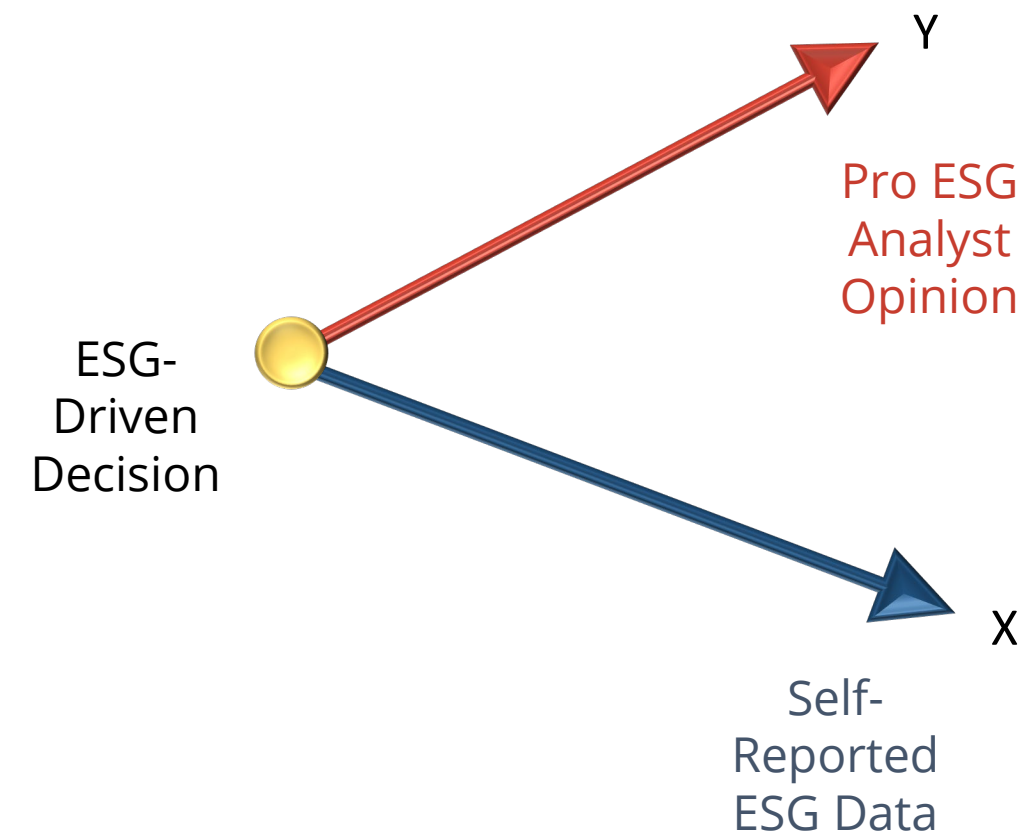 Y
Pro ESG
Analyst
Opinion
ESG-
Driven
Decision
X
Self-
Reported
ESG Data